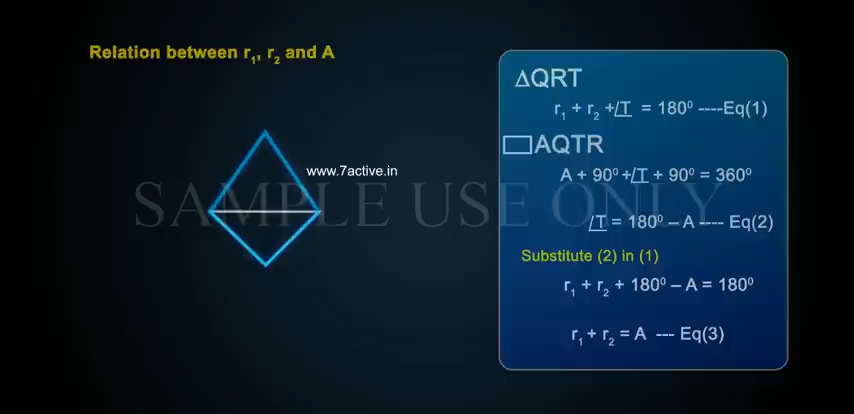 Relation between r₁, r₂ and A
www.7active.in
SAMPLE USE ONLY
∆QRT
r₁ + r₂ +∠T = 180⁰ ----Eq(1)
▭AQTR
A + 90⁰ +∠T + 90⁰ = 360⁰
∠T = 180⁰ – A ---- Eq(2)
Substitute (2) in (1)
r₁ + r₂ + 180⁰ – A = 180⁰
r₁ + r₂ = A --- Eq(3)